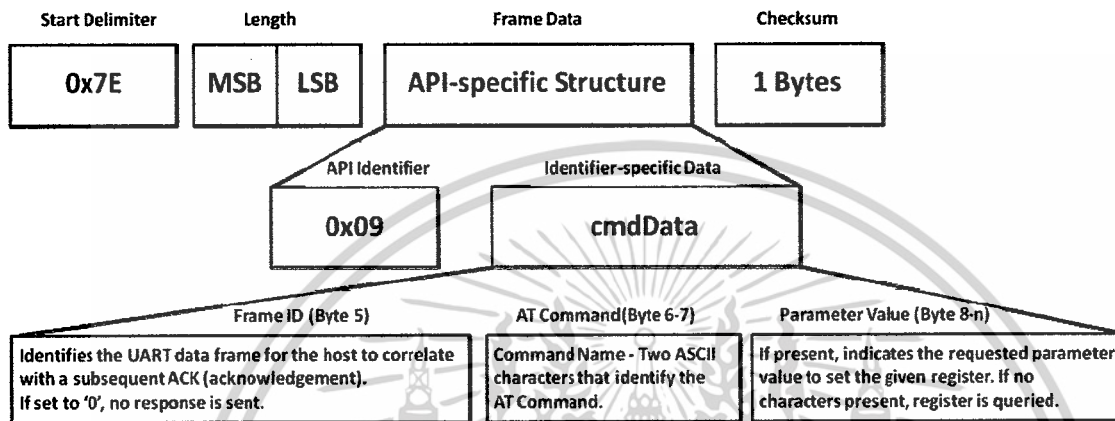 Start Delimiter Length Frame Data Checksum
0x7E MSB LSB API-specific Structure 1 Bytes
API Identifier Identifier-specific Data
0x09 cmdData
Frame ID (Byte 5) AT Command(Byte 6-7) Parameter Value (Byte 8-n)
Identifies the UART data frame for the host to correlate
with a subsequent ACK (acknowledgement).
If set to ‘0’, no response is sent.
Command Name - Two ASCII
characters that identify the
AT Command.
If present, indicates the requested parameter
value to set the given register. If no
characters present, register is queried.